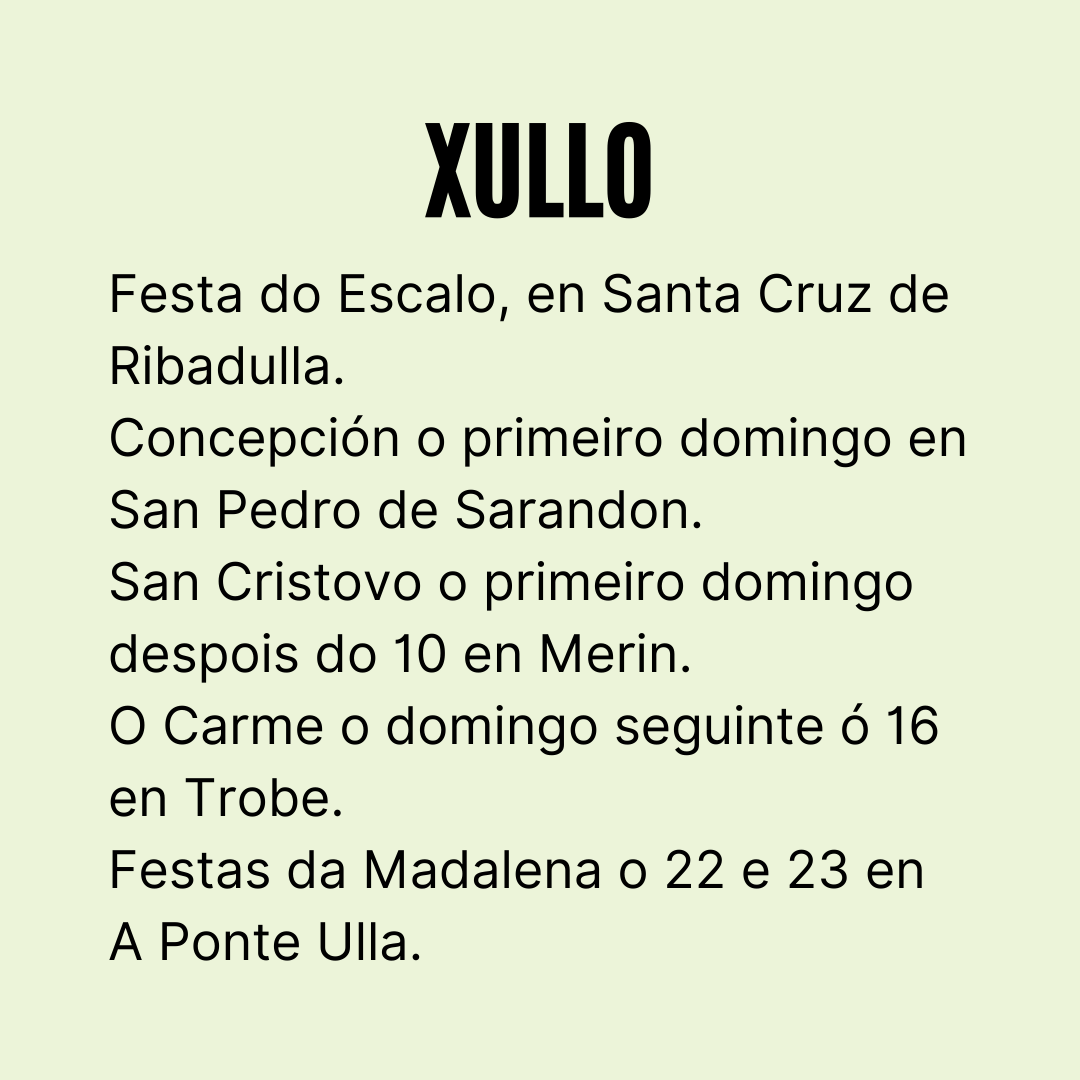 XULLO
Festa do Escalo, en Santa Cruz de
Ribadulla.
Concepción o primeiro domingo en
San Pedro de Sarandon.
San Cristovo o primeiro domingo
despois do 10 en Merin.
O Carme o domingo seguinte ó 16
en Trobe.
Festas da Madalena o 22 e 23 en
A Ponte Ulla.